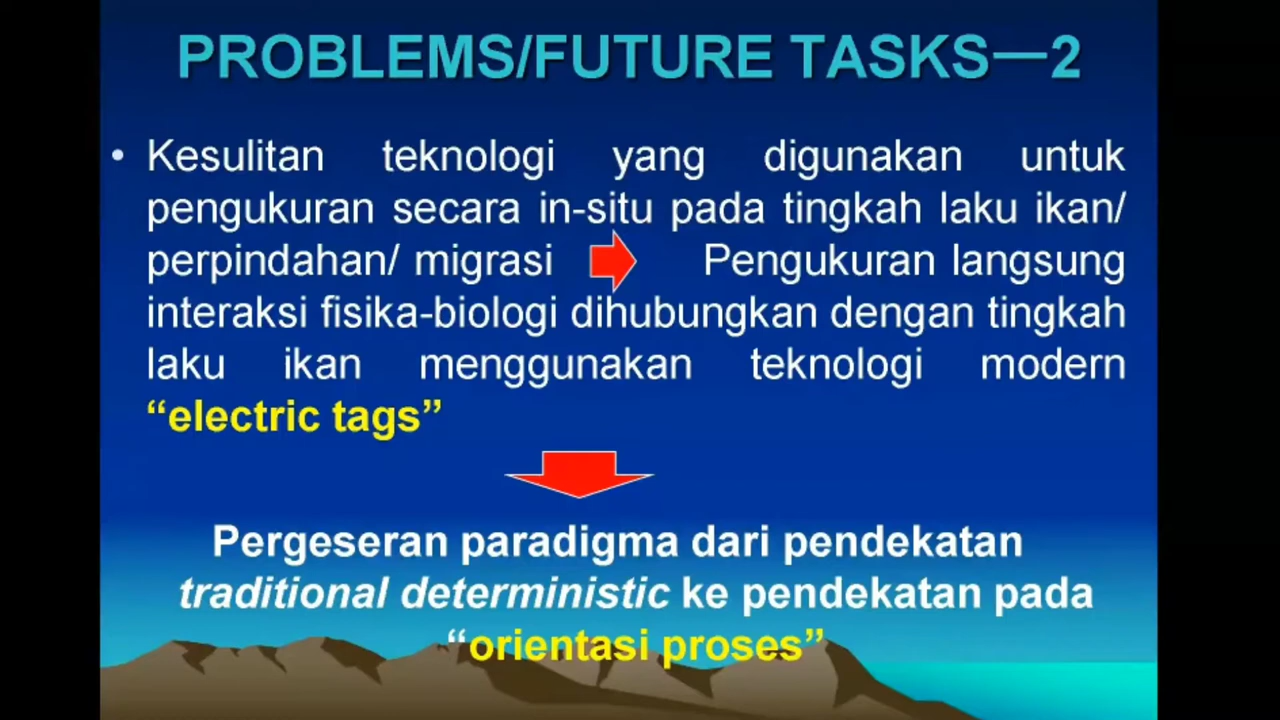 PROBLEMS/FUTURE TASKS—2
• Kesulitan teknologi yang digunakan untuk
pengukuran secara in-situ pada tingkah laku ikan/
perpindahan/ migrasi Pengukuran langsung
interaksi fisika-biologi dihubungkan dengan tingkah
laku ikan menggunakan teknologi modern
“electric tags”
Pergeseran paradigma dari pendekatan
traditional deterministic ke pendekatan pada
“orientasi proses”